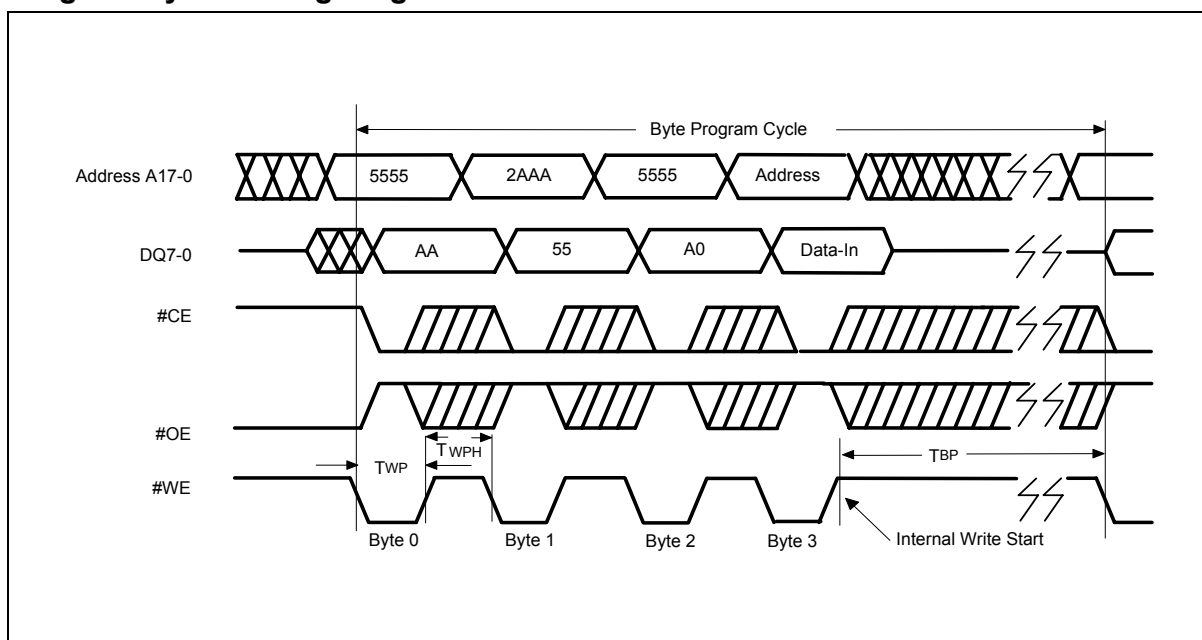 Byte Program Cycle
Address A17-0
5555
2AAA
5555
Address
DQ7-0
AA
55
A0
Data-In
#CE
#OE
TWP
TWPH
TBP
#WE
Byte 0
Byte 1
Byte 2
Byte 3
Internal Write Start